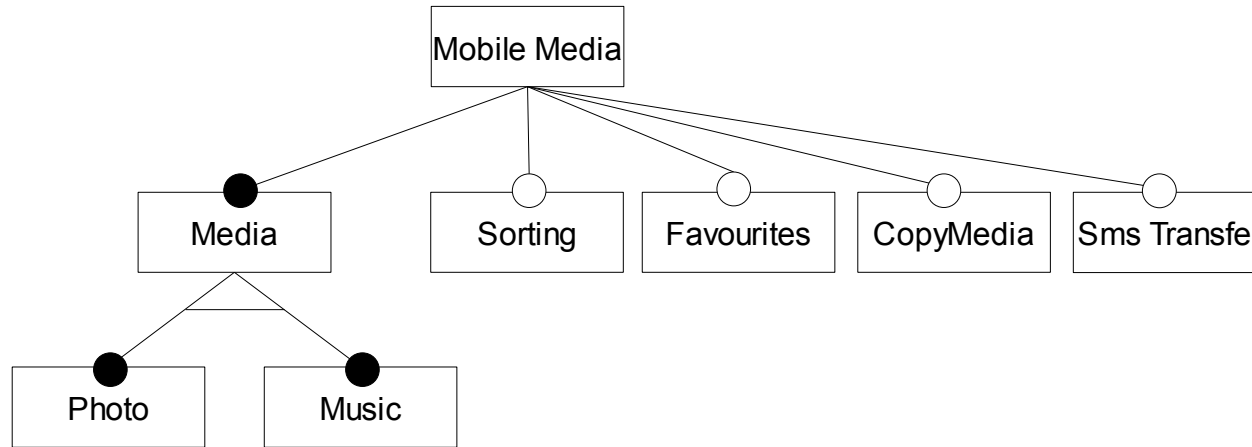 Mobile Media
Media
Sorting
Favourites
CopyMedia
Sms Transfe
Photo
Music